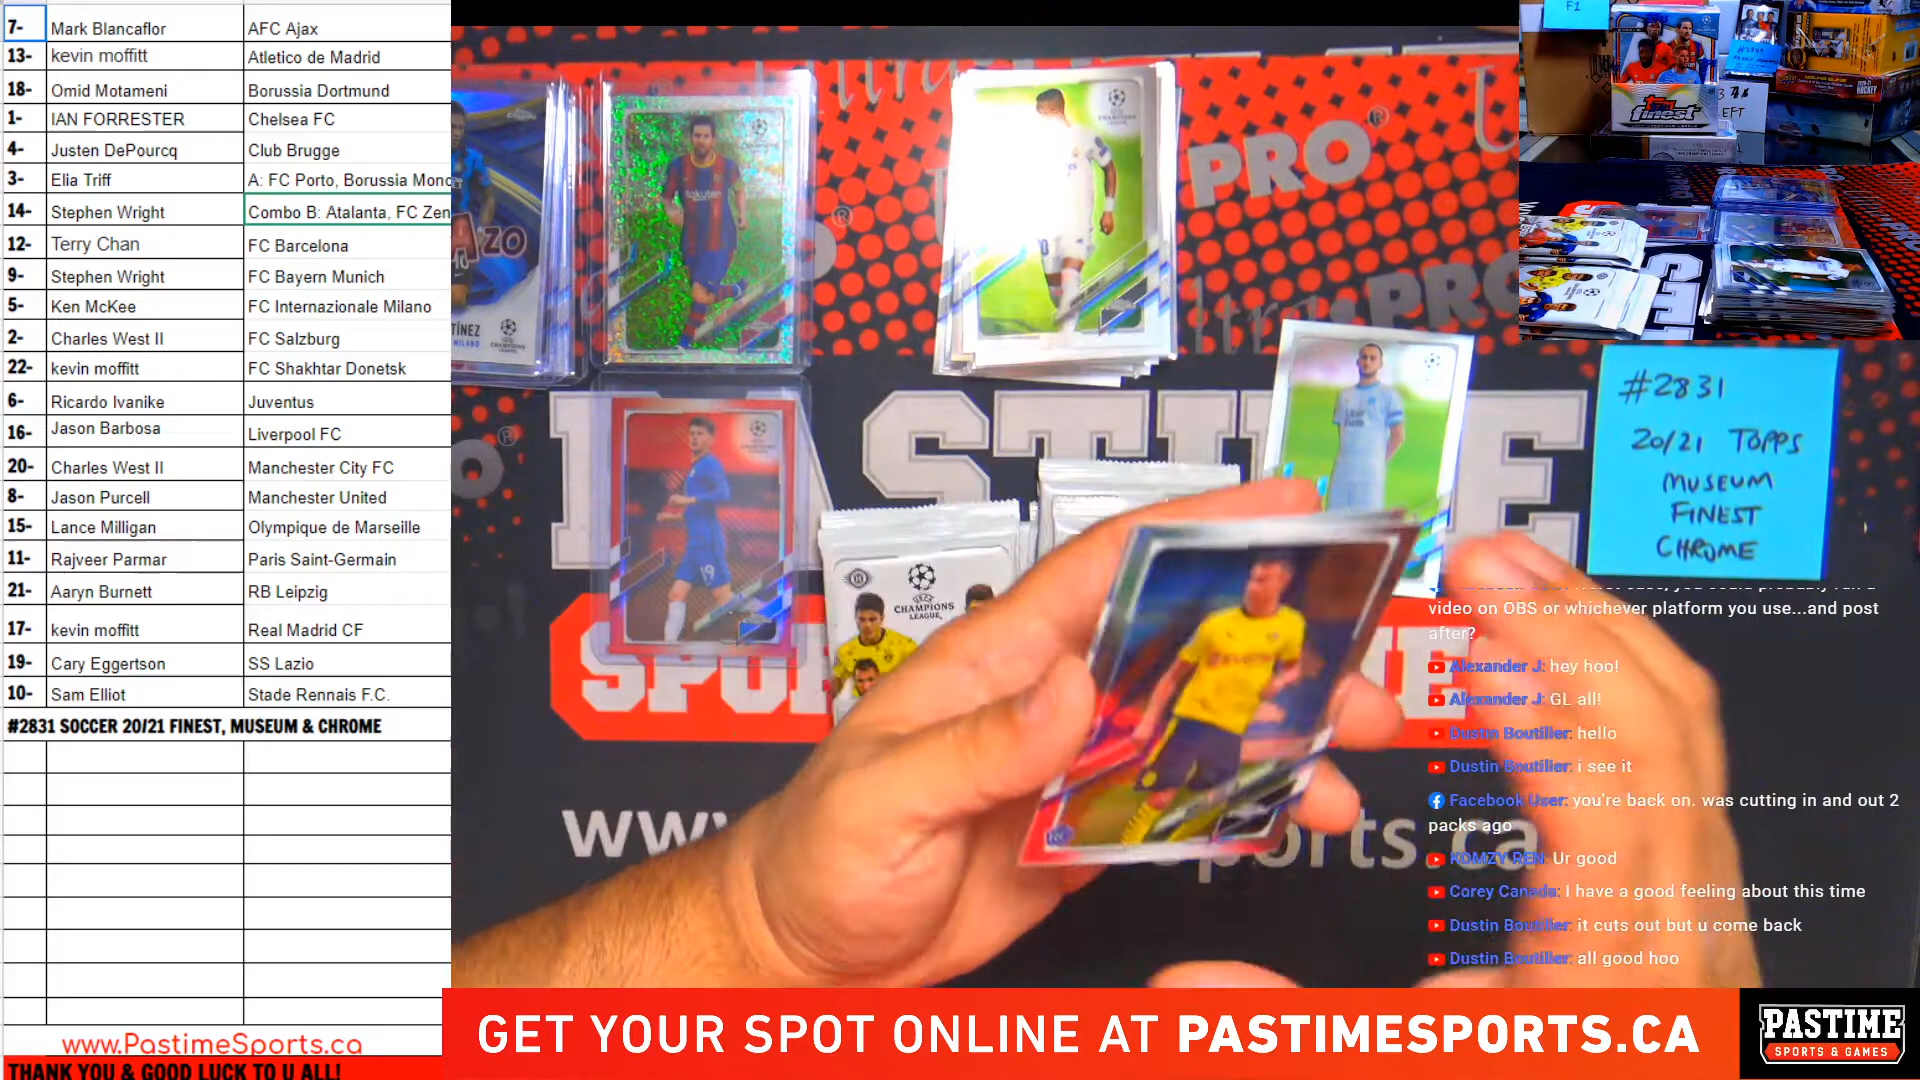 7- Mark Blancaflor AFC Ajax
13- kevin moffitt Atletico de Madrid
18- Omid Motameni Borussia Dortmund
1- IAN FORRESTER Chelsea FC
4- Justen DePourcq Club Brugge
3- Elia Triff A: FC Porto, Borussia Monc
14- Stephen Wright Combo B: Atalanta, FC Zen
12- Terry Chan FC Barcelona
9- Stephen Wright FC Bayern Munich
5- Ken McKee FC Internazionale Milano
2- Charles West II FC Salzburg
22- kevin moffitt FC Shakhtar Donetsk
6- Ricardo Ivanike Juventus
16- Jason Barbosa Liverpool FC
20- Charles West II Manchester City FC
8- Jason Purcell Manchester United
15- Lance Milligan Olympique de Marseille
11- Rajveer Parmar Paris Saint-Germain
21- Aaryn Burnett RB Leipzig
17- kevin moffitt Real Madrid CF
19- Cary Eggertson SS Lazio
10- Sam Elliot Stade Rennais F.C.
#2831 SOCCER 20/21 FINEST, MUSEUM & CHROME
www.PastimeSports.ca
THANK YOU & GOOD LUCK TO U ALL!
PRO
Rakuten
CHAMPIONS LEAGUE
F1
Finest
#2831
20/21 TOPPS
MUSEUM
FINEST
CHROME
video on OBS or whichever platform you use...and post
after?
Alexander J: hey hoo!
Alexander J: GL all!
Dustin Boutilier: hello
Dustin Boutilier: i see it
Facebook User: you're back on. was cutting in and out 2
packs ago
KOMZY REN: Ur good
Corey Canada: I have a good feeling about this time
Dustin Boutilier: it cuts out but u come back
Dustin Boutilier: all good hoo
GET YOUR SPOT ONLINE AT PASTIMESPORTS.CA
PASTIME
SPORTS & GAMES